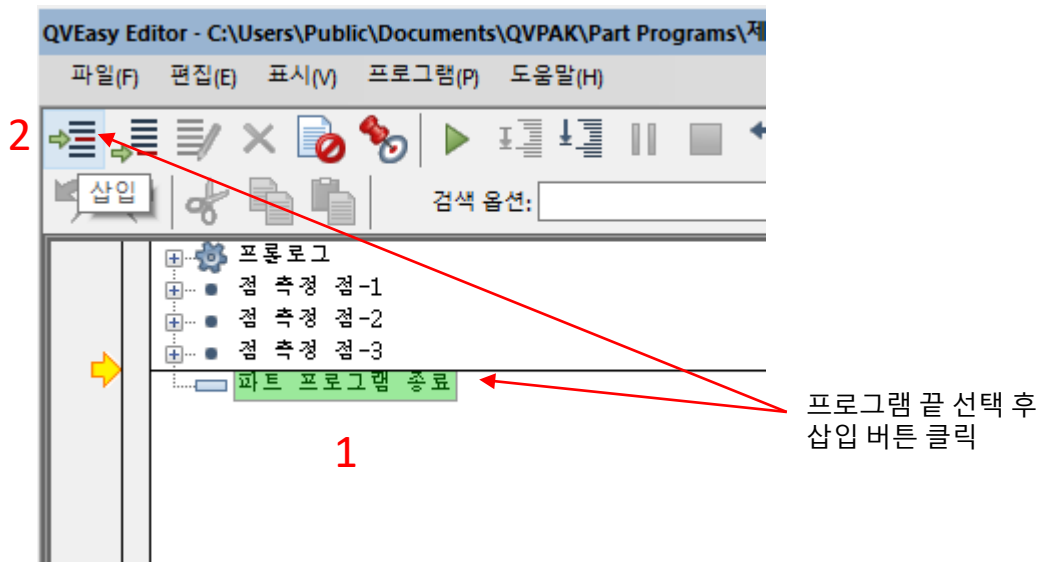 QVEasy Editor - C:\Users\Public\Documents\QVPAK\Part Programs\제
파일(F) 편집(E) 표시(V) 프로그램(P) 도움말(H)
2
삽입
검색 옵션:
프롤로그
점 측정 점-1
점 측정 점-2
점 측정 점-3
파트 프로그램 종료
1
프로그램 끝 선택 후
삽입 버튼 클릭